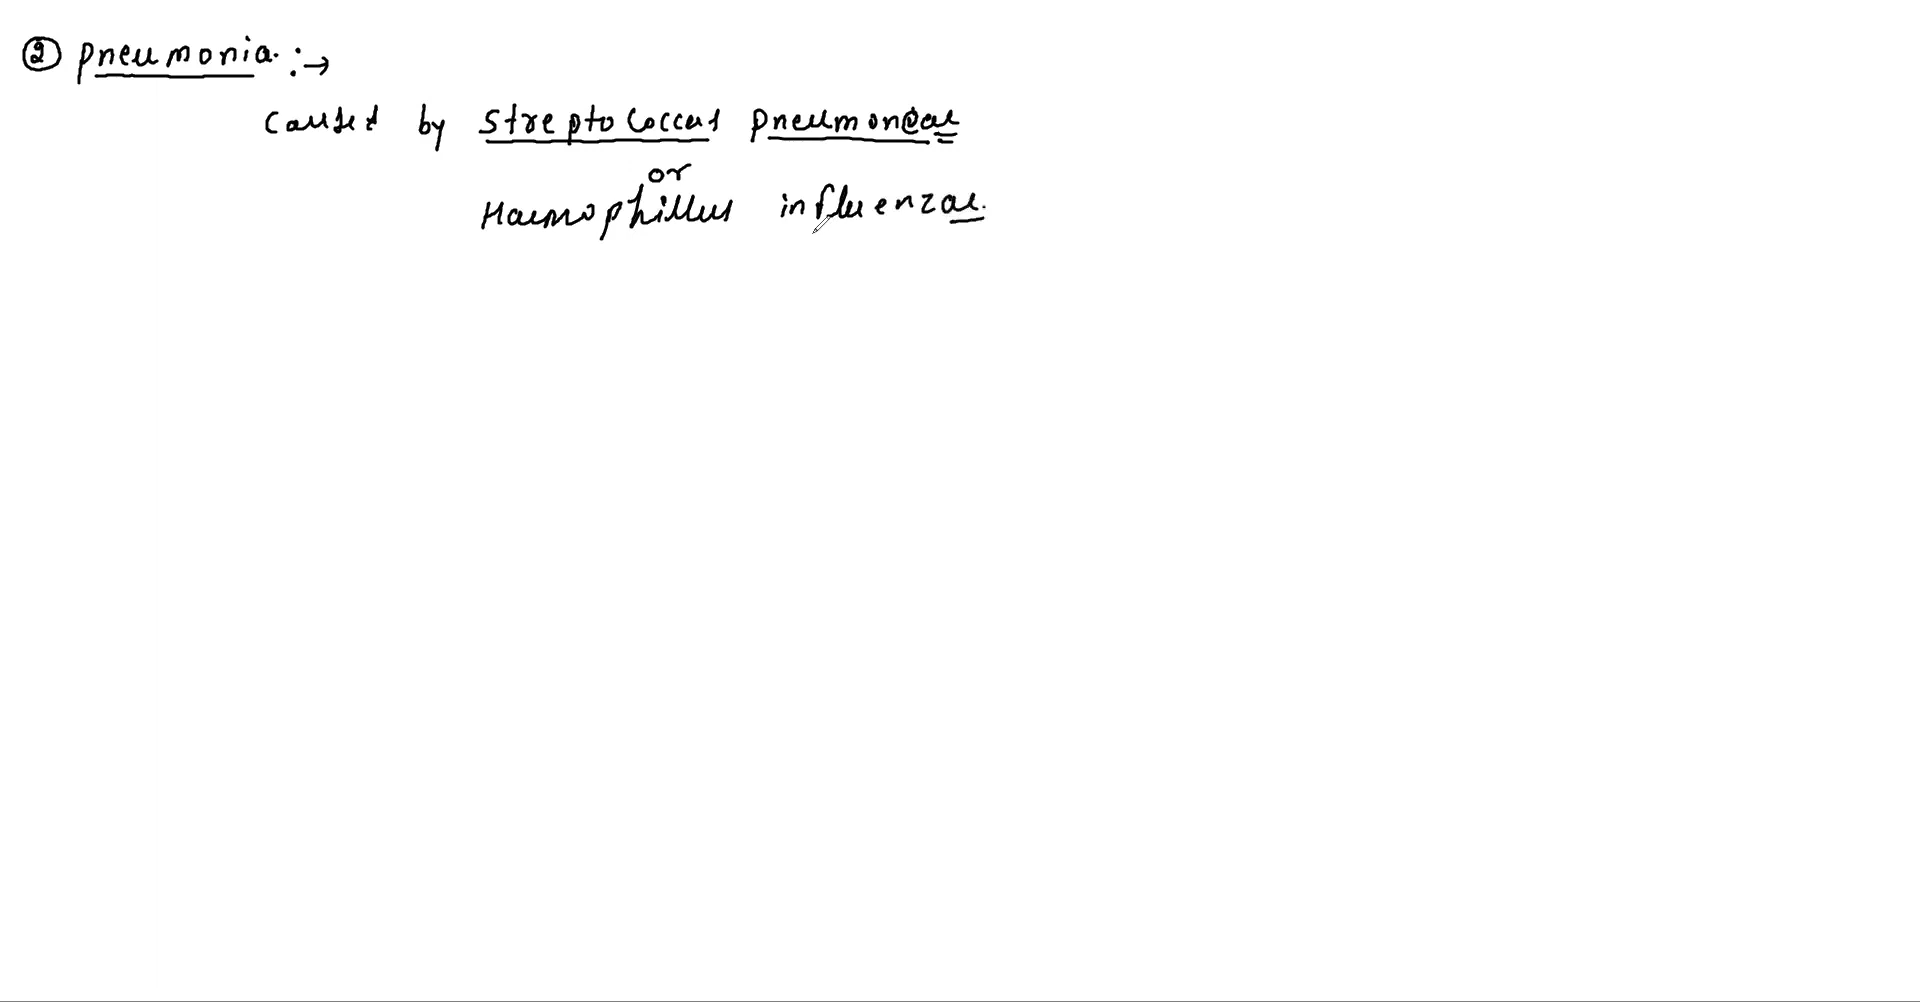 ② Pneumonia :→
Caused by Streptococcus Pneumoneae
or
Haemophillus influenzae.